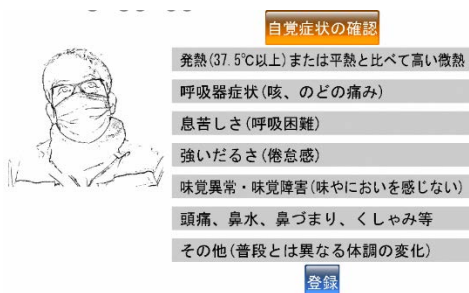 自覚症状の確認
発熱(37.5℃以上)または平熱と比べて高い微熱
呼吸器症状(咳、のどの痛み)
息苦しさ(呼吸困難)
強いだるさ(倦怠感)
味覚異常・味覚障害(味やにおいを感じない)
頭痛、鼻水、鼻づまり、くしゃみ等
その他(普段とは異なる体調の変化)
登録